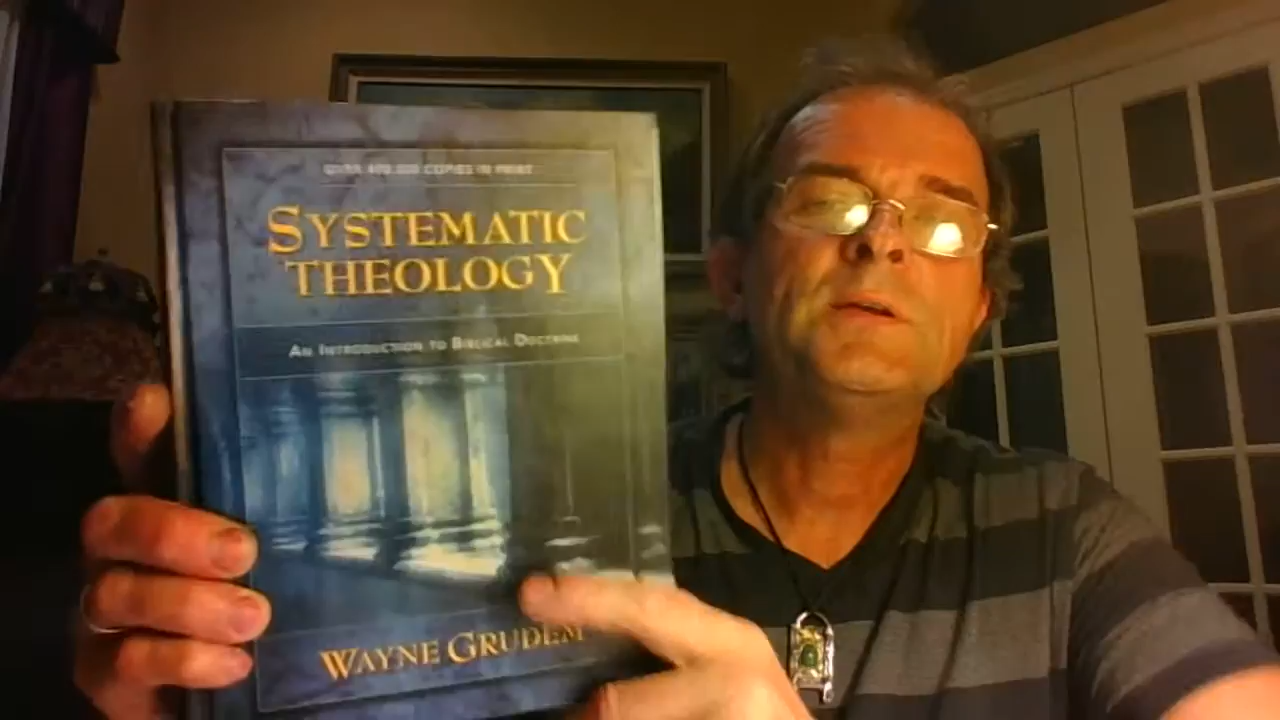 OVER 400,000 COPIES IN PRINT
SYSTEMATIC
THEOLOGY
AN INTRODUCTION TO BIBLICAL DOCTRINE
WAYNE GRUDEM